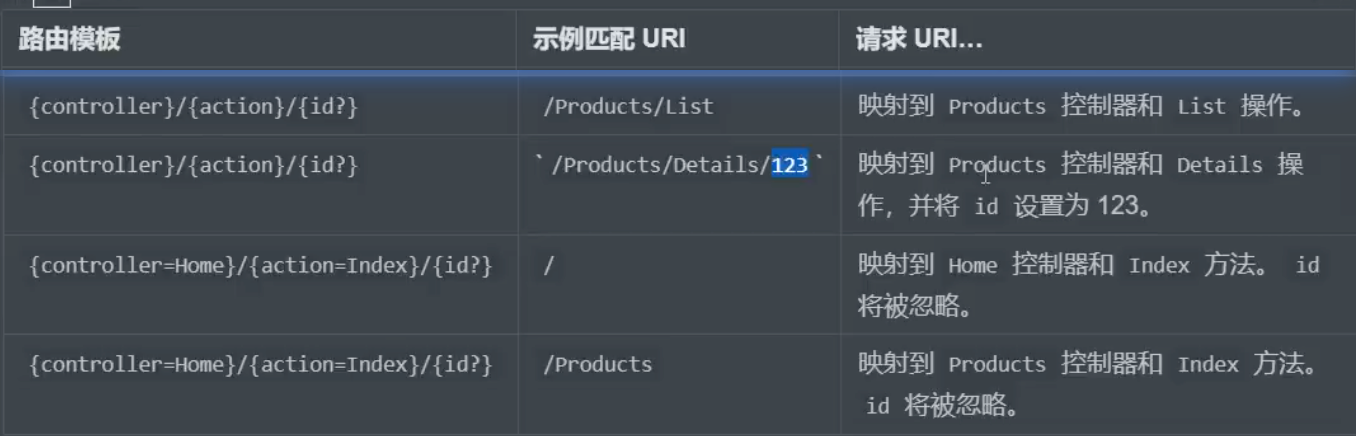 路由模板 示例匹配 URI 请求 URI...
{controller}/{action}/{id?} /Products/List 映射到 Products 控制器和 List 操作。
{controller}/{action}/{id?} `/Products/Details/123` 映射到 Products 控制器和 Details 操
作，并将 id 设置为 123。
{controller=Home}/{action=Index}/{id?} / 映射到 Home 控制器和 Index 方法。 id
将被忽略。
{controller=Home}/{action=Index}/{id?} /Products 映射到 Products 控制器和 Index 方法。
id 将被忽略。